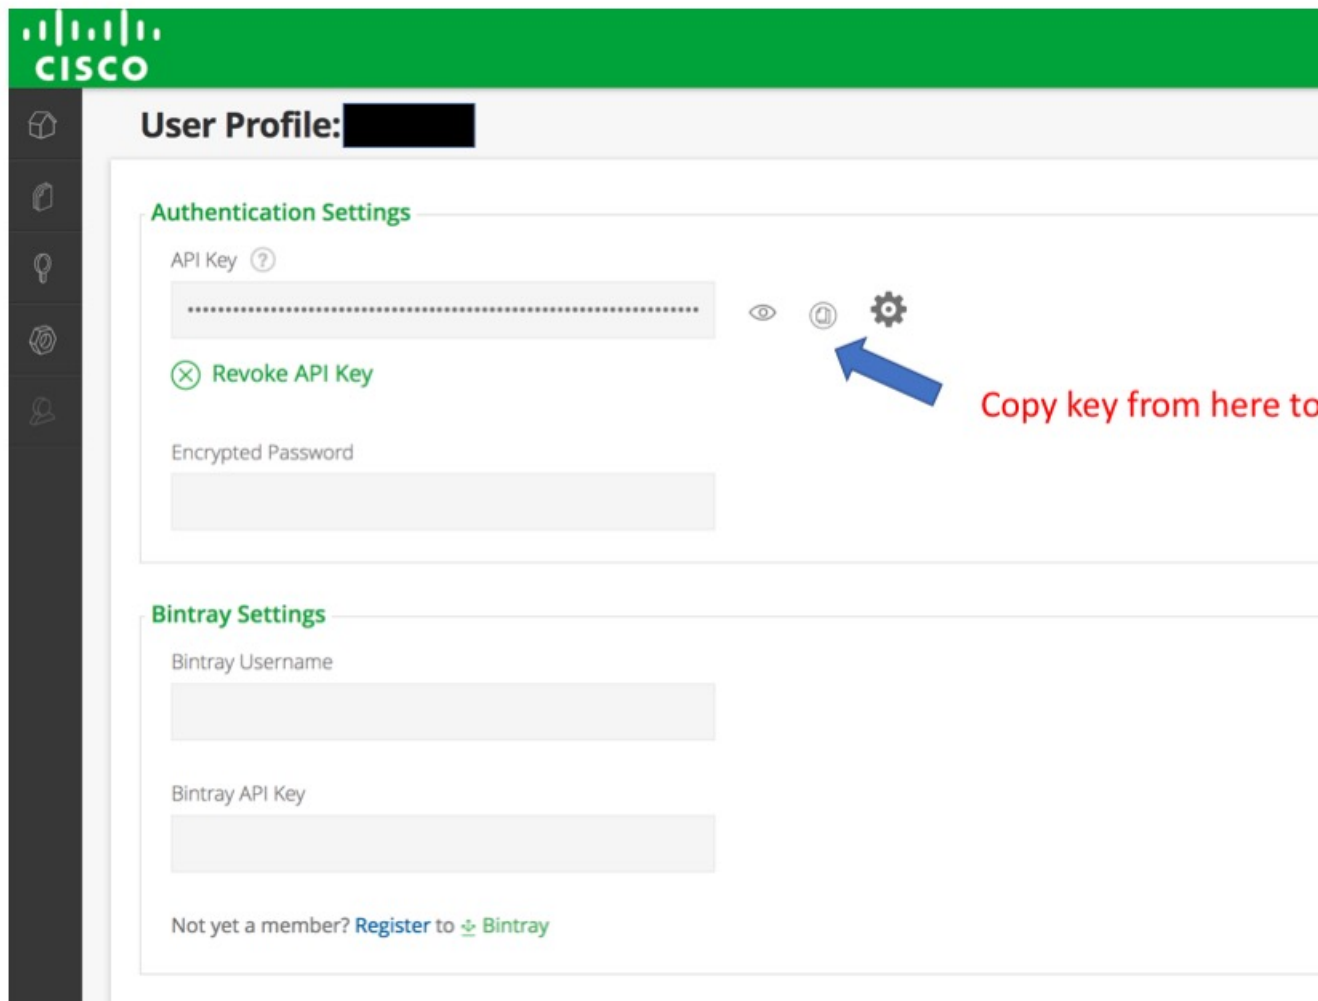 CISCO
User Profile:
Authentication Settings
API Key ?
Revoke API Key
Copy key from here to
Encrypted Password
Bintray Settings
Bintray Username
Bintray API Key
Not yet a member? Register to Bintray